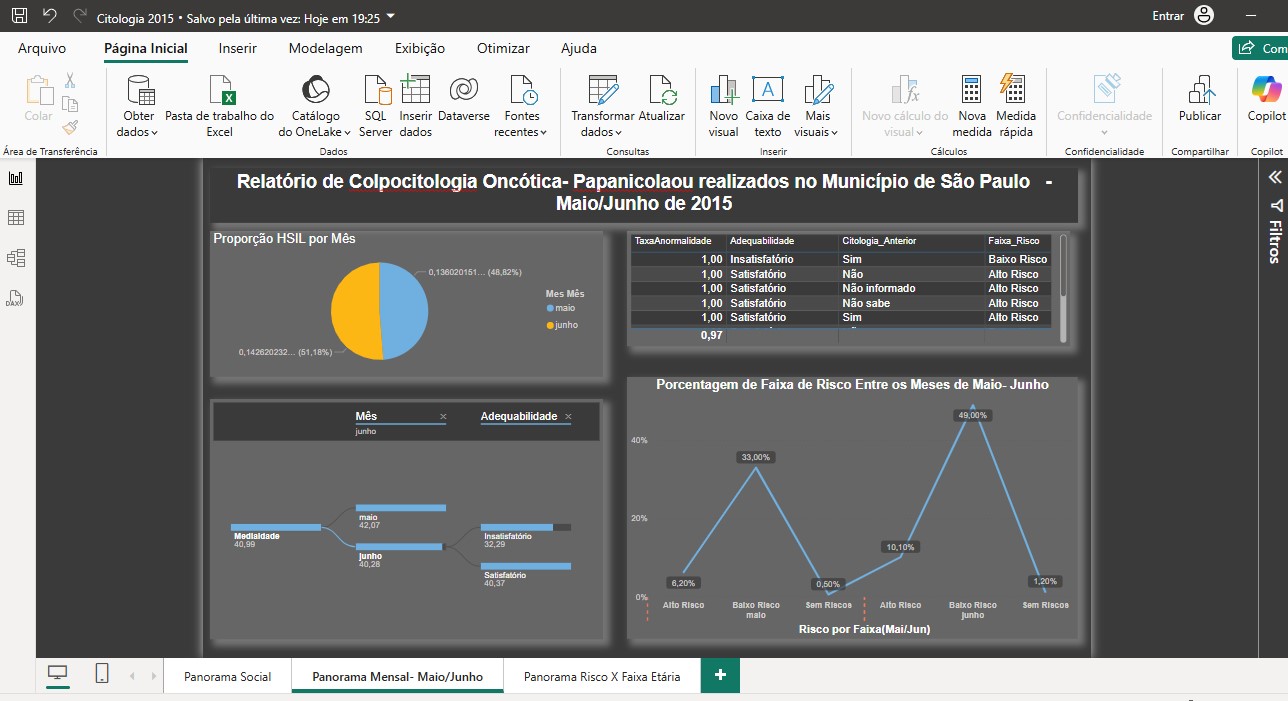 Citologia 2015 • Salvo pela última vez: Hoje em 19:25
Entrar
Arquivo
Página Inicial
Inserir
Modelagem
Exibição
Otimizar
Ajuda
Com
Colar
Obter
dados
Pasta de trabalho do
Excel
Catálogo
do OneLake
SQL
Server
Inserir
dados
Dataverse
Fontes
recentes
Transformar
dados
Atualizar
Novo
visual
Caixa de
texto
Mais
visuais
Novo cálculo do
visual
Nova
medida
Medida
rápida
Confidencialidade
Publicar
Copilot
Área de Transferência
Dados
Consultas
Inserir
Cálculos
Confidencialidade
Compartilhar
Copilot
Relatório de Colpocitologia Oncótica- Papanicolaou realizados no Município de São Paulo -
Maio/Junho de 2015
Filtros
DAX
Proporção HSIL por Mês
0,136020151... (48,82%)
0,142620232... (51,18%)
Mes Mês
maio
junho
TaxaAnormalidade Adequabilidade Citologia_Anterior Faixa_Risco
1,00 Insatisfatório Sim Baixo Risco
1,00 Satisfatório Não Alto Risco
1,00 Satisfatório Não informado Alto Risco
1,00 Satisfatório Não sabe Alto Risco
1,00 Satisfatório Sim Alto Risco
0,97
Mês
junho
Adequabilidade
MediaIdade
40,99
maio
42,07
junho
40,28
Insatisfatório
32,29
Satisfatório
40,37
Porcentagem de Faixa de Risco Entre os Meses de Maio- Junho
40%
20%
0%
6,20%
33,00%
0,50%
10,10%
49,00%
1,20%
Alto Risco Baixo Risco Sem Riscos Alto Risco Baixo Risco Sem Riscos
maio junho
Risco por Faixa(Mai/Jun)
Panorama Social
Panorama Mensal- Maio/Junho
Panorama Risco X Faixa Etária